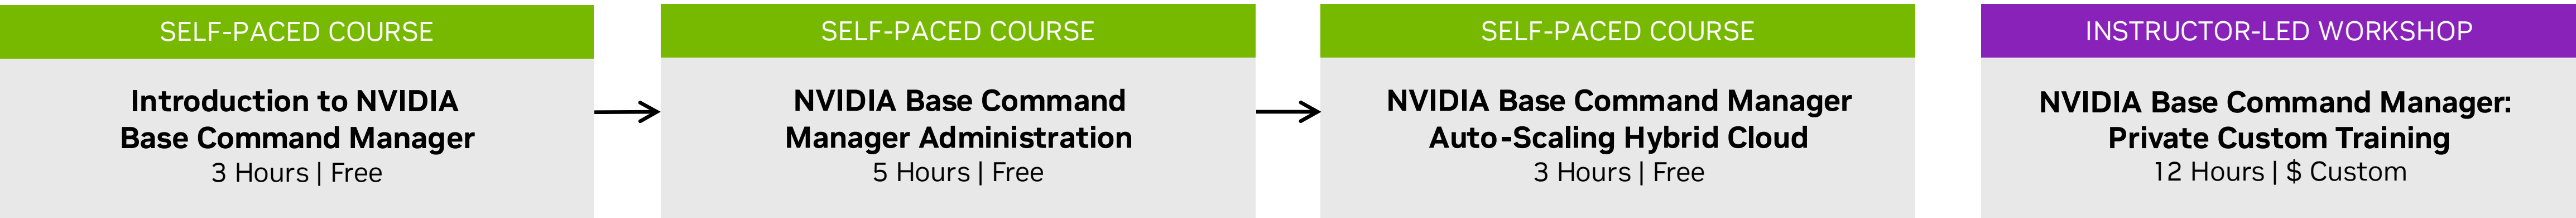 SELF-PACED COURSE
Introduction to NVIDIA
Base Command Manager
3 Hours | Free
SELF-PACED COURSE
NVIDIA Base Command
Manager Administration
5 Hours | Free
SELF-PACED COURSE
NVIDIA Base Command Manager
Auto-Scaling Hybrid Cloud
3 Hours | Free
INSTRUCTOR-LED WORKSHOP
NVIDIA Base Command Manager:
Private Custom Training
12 Hours | $ Custom